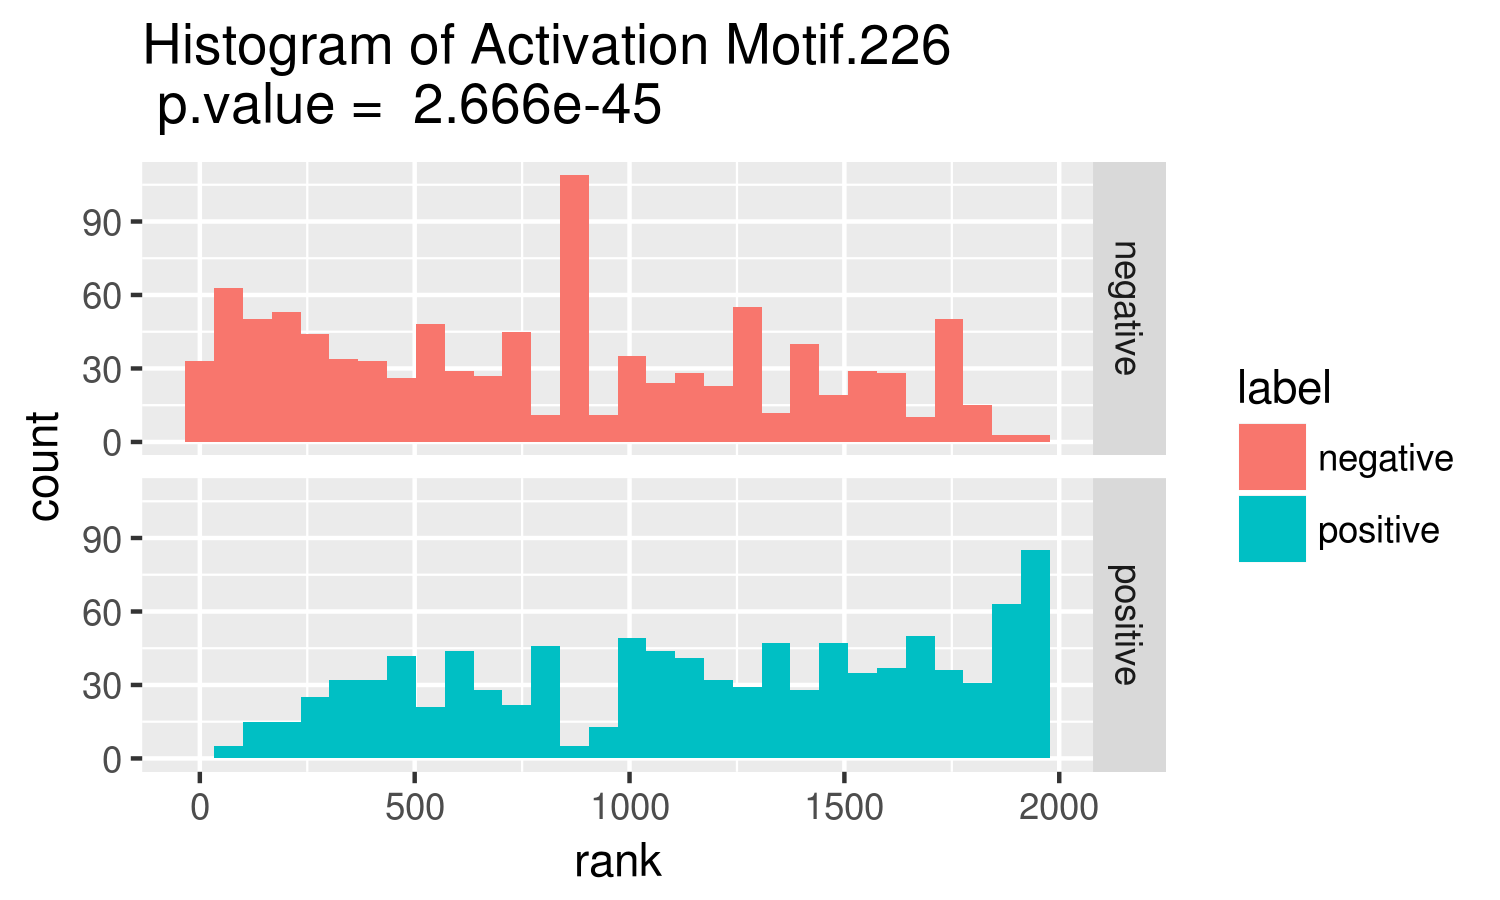 Histogram of Activation Motif.226
p.value = 2.666e-45
90
60
30
0
negative
90
60
30
0
positive
0 500 1000 1500 2000
rank
count
label
negative
positive